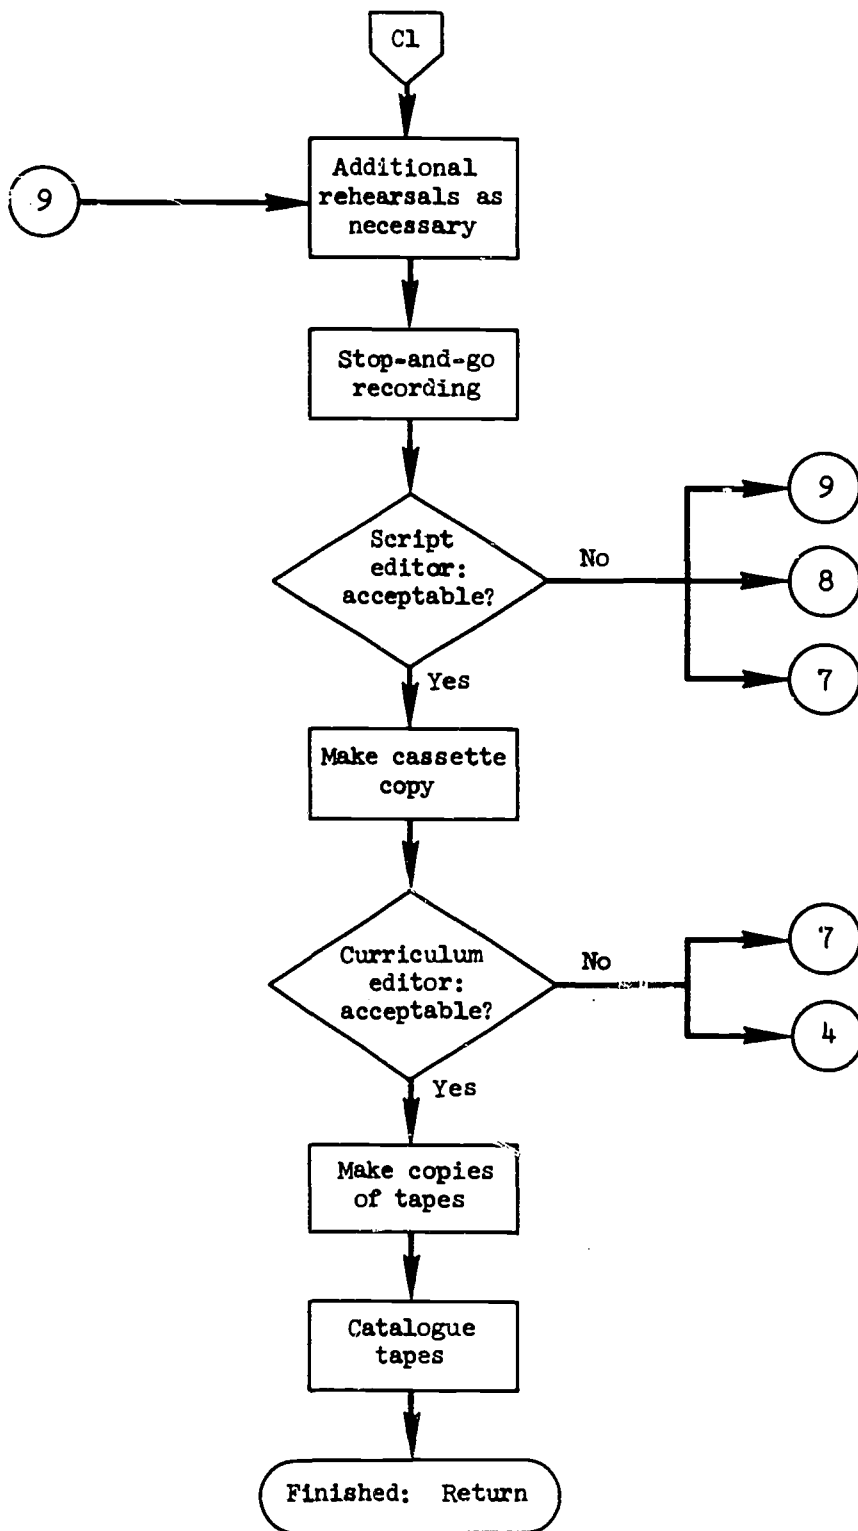 C1
9
Additional
rehearsals as
necessary
Stop-and-go
recording
Script
editor:
acceptable?
No
9
8
7
Yes
Make cassette
copy
Curriculum
editor:
acceptable?
No
7
4
Yes
Make copies
of tapes
Catalogue
tapes
Finished: Return